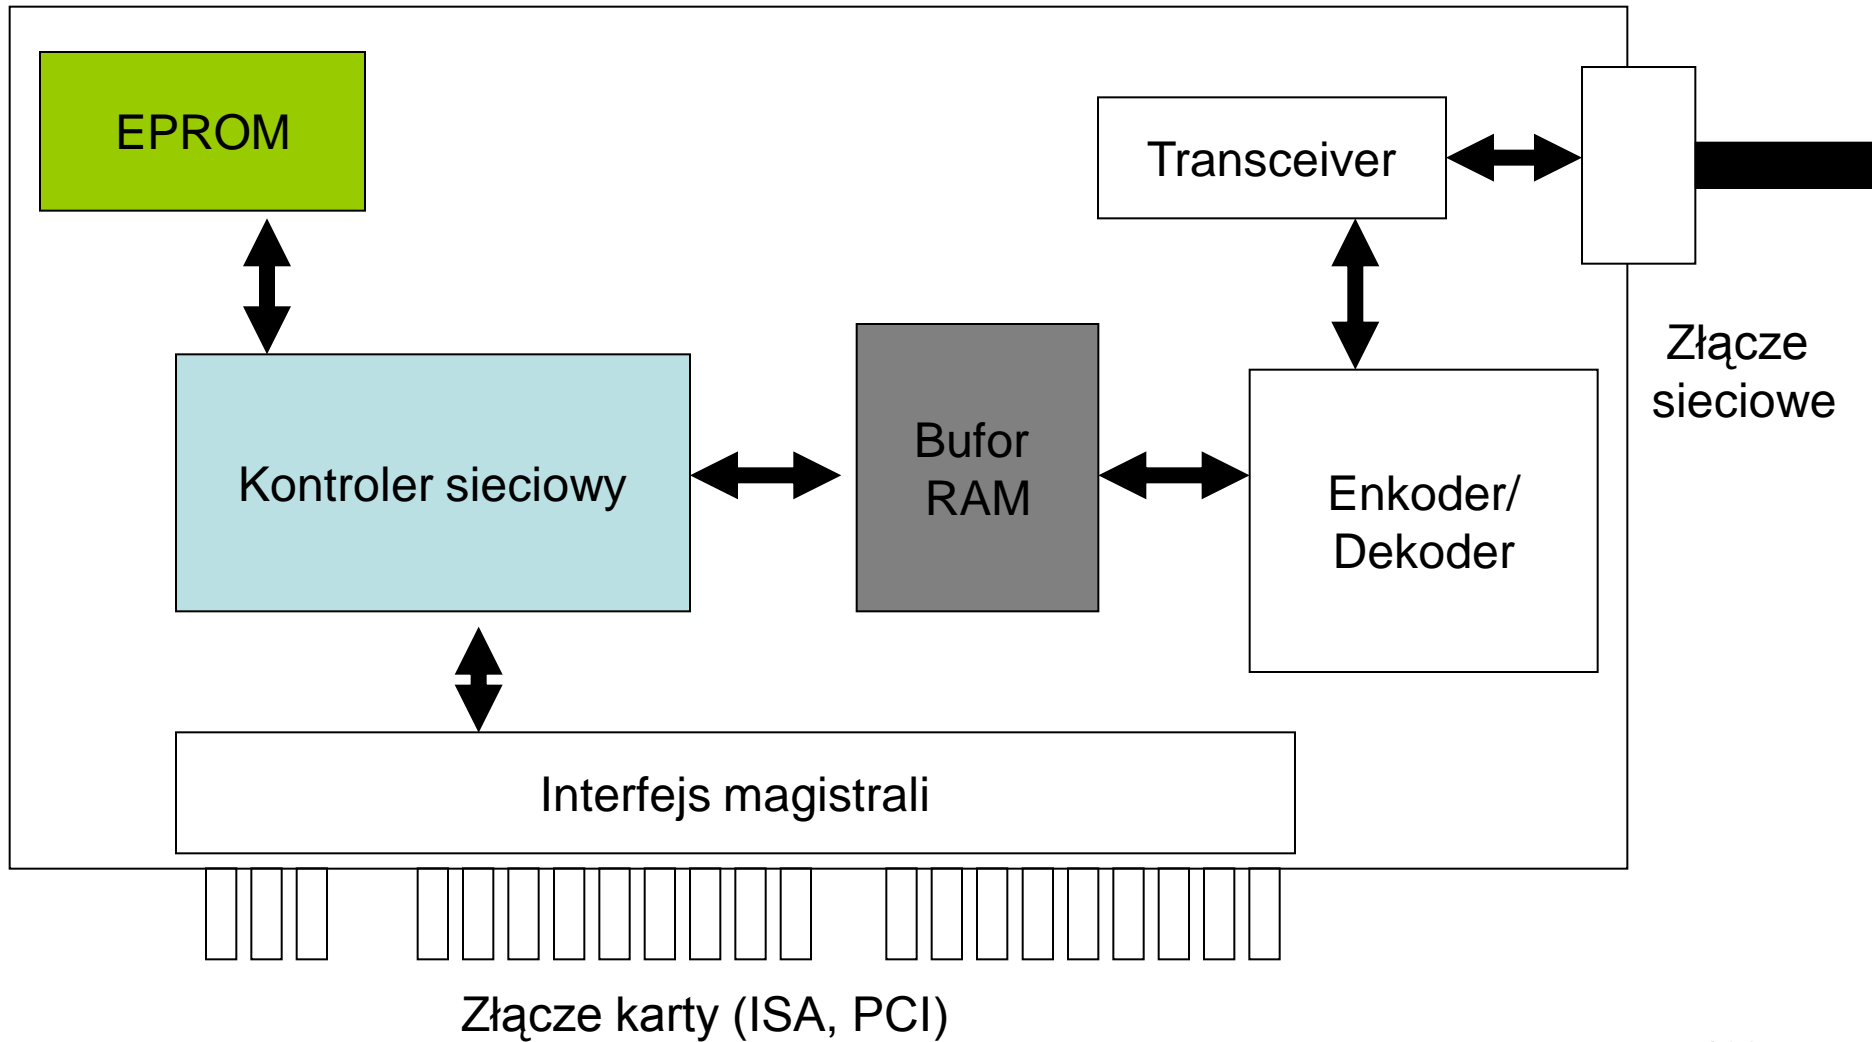 EPROM
Transceiver
Złącze
sieciowe
Kontroler sieciowy
Bufor
RAM
Enkoder/
Dekoder
Interfejs magistrali
Złącze karty (ISA, PCI)